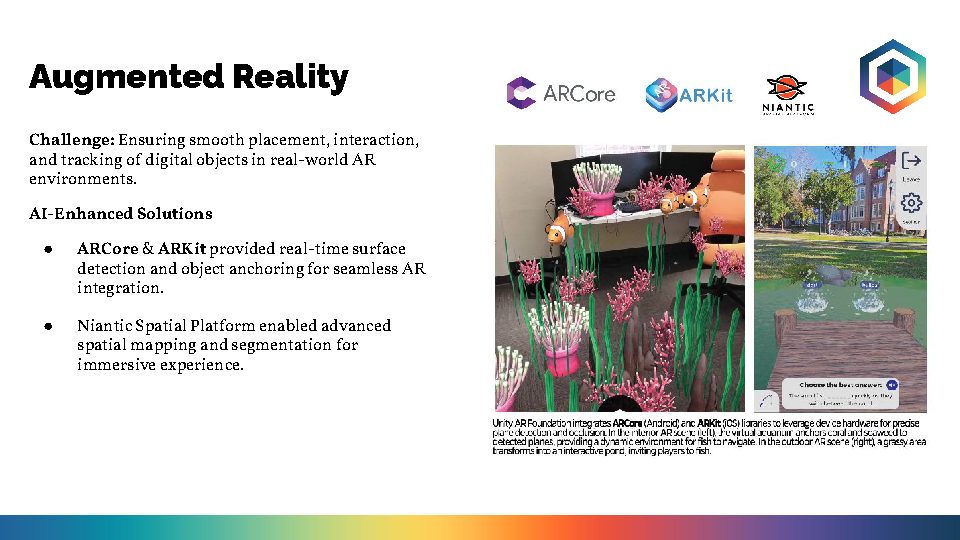 Augmented Reality
ARCore
ARKit
NIANTIC
SPATIAL PLATFORM
Challenge: Ensuring smooth placement, interaction,
and tracking of digital objects in real-world AR
environments.
AI-Enhanced Solutions
● ARCore & ARKit provided real-time surface
detection and object anchoring for seamless AR
integration.
● Niantic Spatial Platform enabled advanced
spatial mapping and segmentation for
immersive experience.
Leave
Choose the best answer:
Unity AR Foundation integrates ARCore (Android) and ARKit (iOS) libraries to leverage device hardware for precise
plane detection and occlusion. In the interior AR scene (left), the virtual aquarium anchors coral and seaweed to
detected planes, providing a dynamic environment for fish to navigate. In the outdoor AR scene (right), a grassy area
transforms into an interactive pond, inviting players to fish.